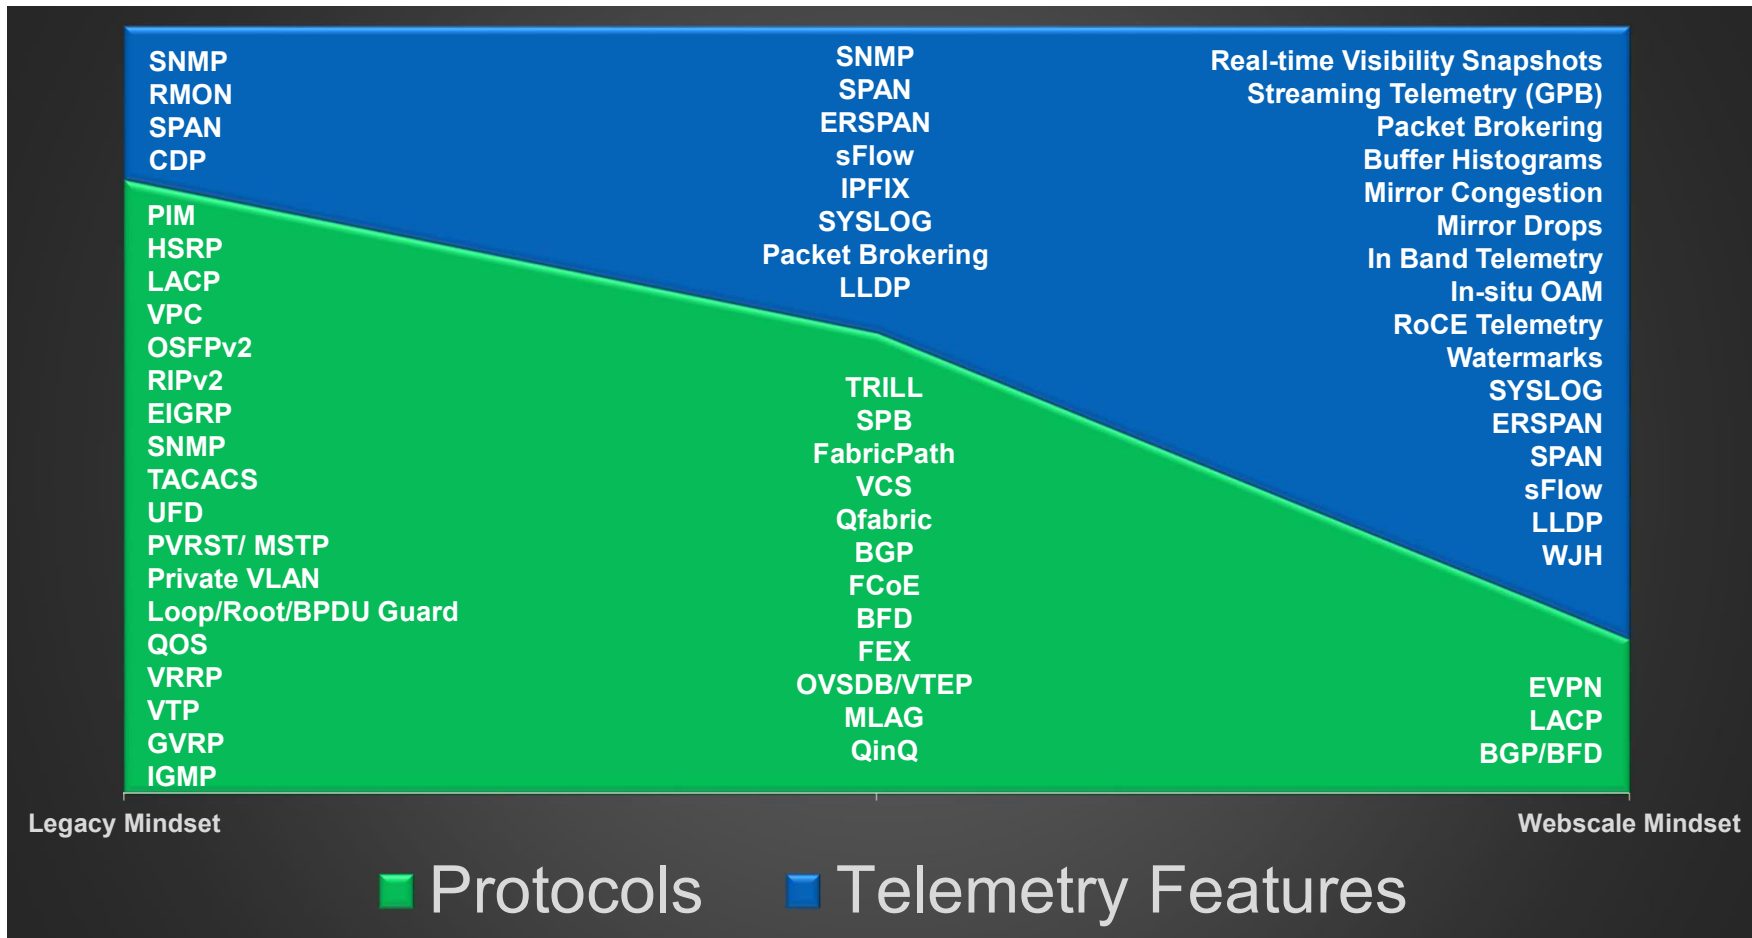 SNMP
RMON
SPAN
CDP
PIM
HSRP
LACP
VPC
OSFPv2
RIPv2
EIGRP
SNMP
TACACS
UFD
PVRST/ MSTP
Private VLAN
Loop/Root/BPDU Guard
QOS
VRRP
VTP
GVRP
IGMP
SNMP
SPAN
ERSPAN
sFlow
IPFIX
SYSLOG
Packet Brokering
LLDP
TRILL
SPB
FabricPath
VCS
Qfabric
BGP
FCoE
BFD
FEX
OVSDB/VTEP
MLAG
QinQ
Real-time Visibility Snapshots
Streaming Telemetry (GPB)
Packet Brokering
Buffer Histograms
Mirror Congestion
Mirror Drops
In Band Telemetry
In-situ OAM
RoCE Telemetry
Watermarks
SYSLOG
ERSPAN
SPAN
sFlow
LLDP
WJH
EVPN
LACP
BGP/BFD
Legacy Mindset
Webscale Mindset
Protocols
Telemetry Features